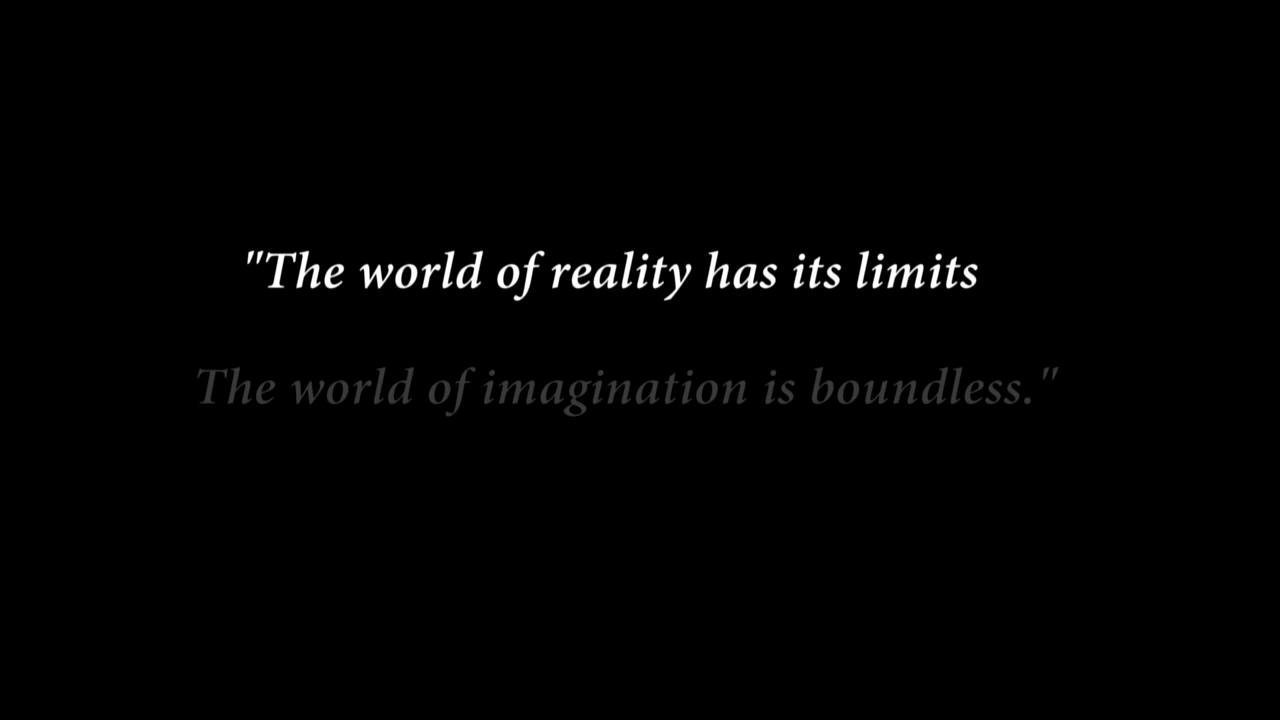 "The world of reality has its limits
The world of imagination is boundless."